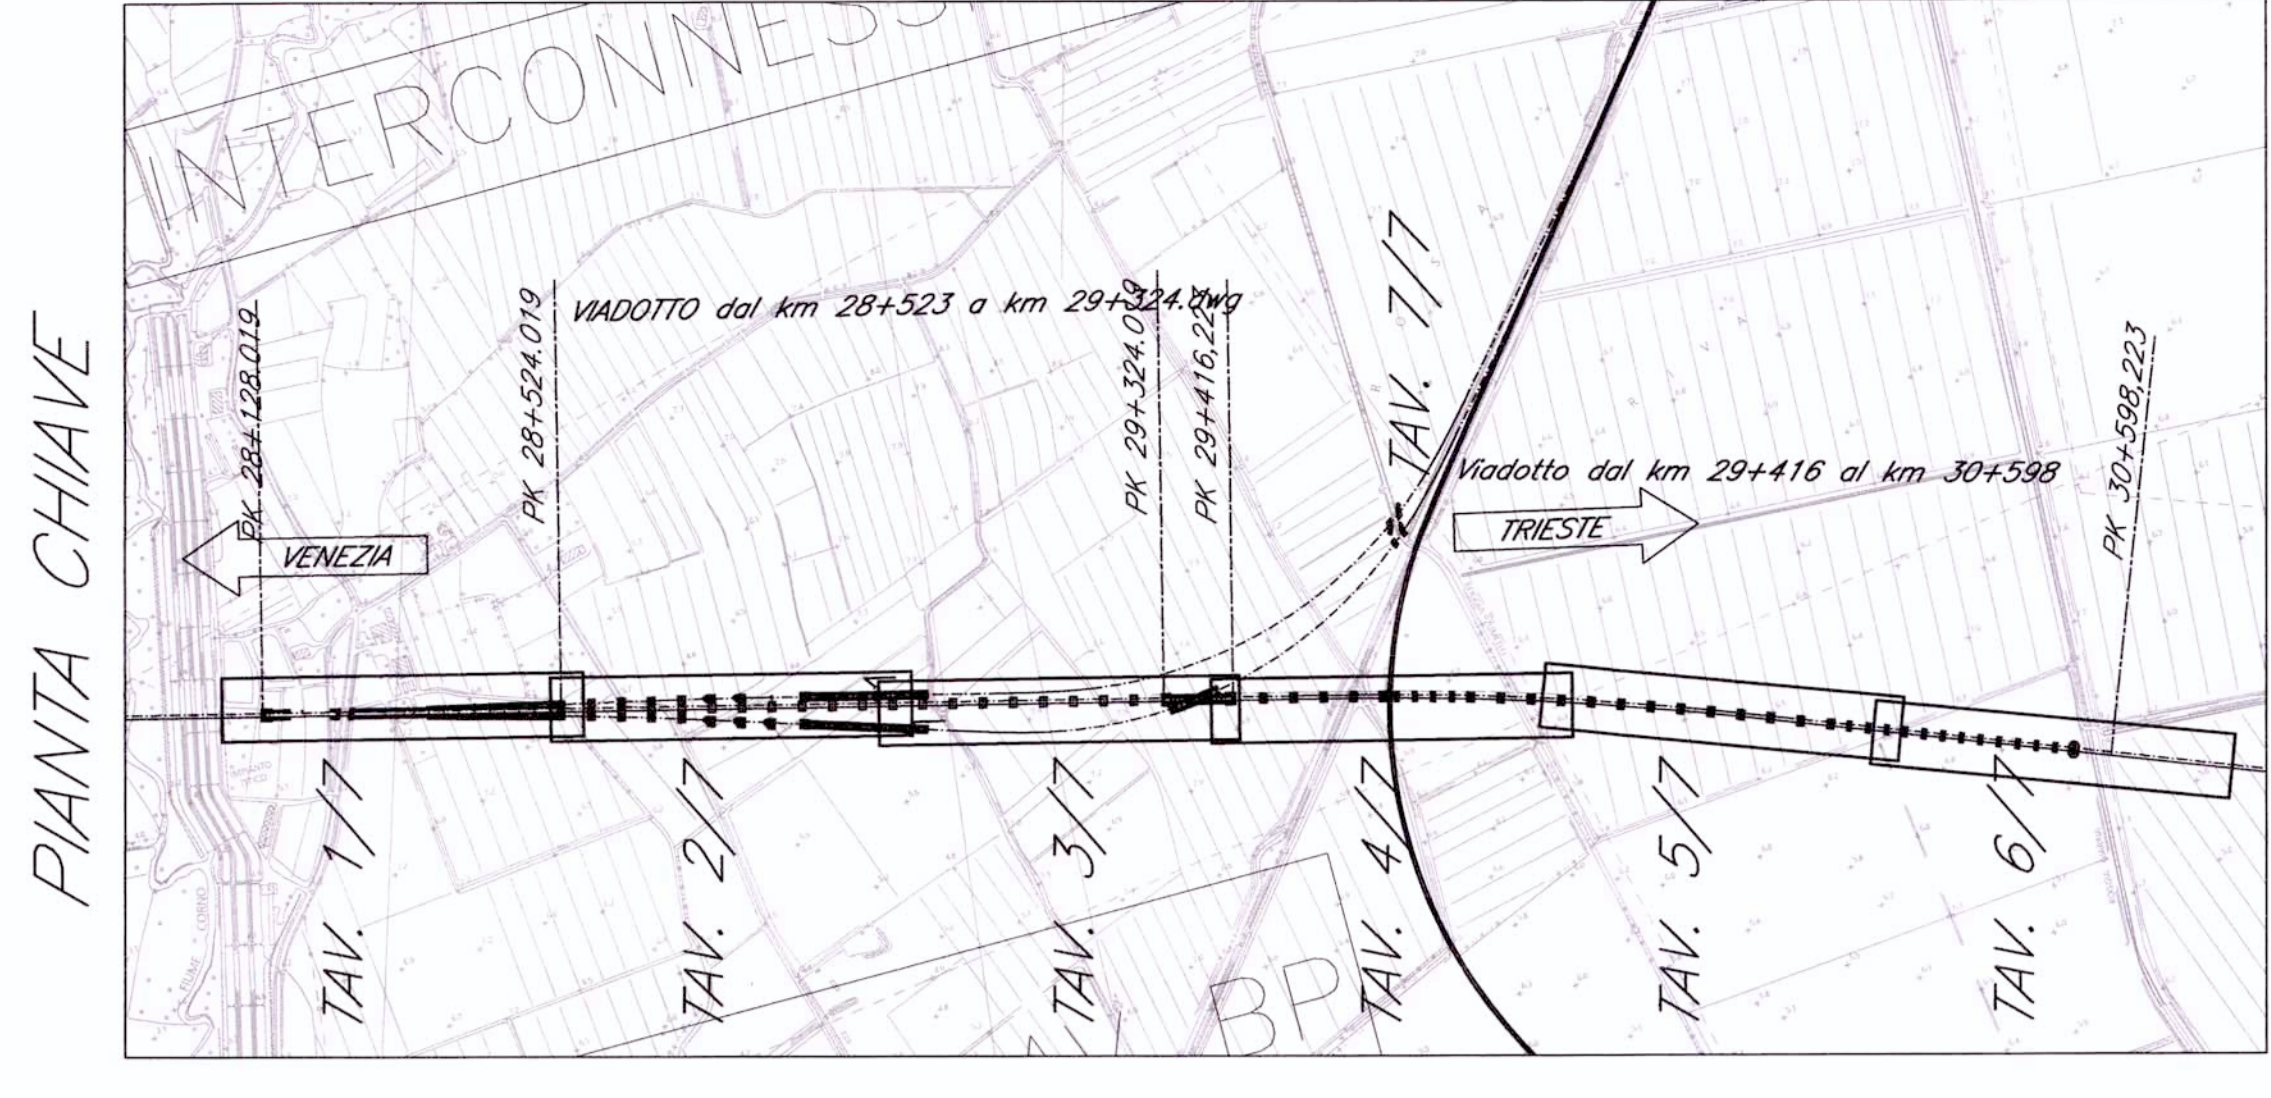 PIANTA CHIAVE
INTERCONNESS
PK 28+128.019
PK 28+524.019
VIADOTTO dal km 28+523 a km 29+324.dwg
PK 29+324.019
PK 29+416,223
TAV. 7/7
Viadotto dal km 29+416 al km 30+598
PK 30+598,223
VENEZIA
TRIESTE
TAV. 1/7
TAV. 2/7
TAV. 3/7
TAV. 4/7
TAV. 5/7
TAV. 6/7
FIUME CORNO
BP